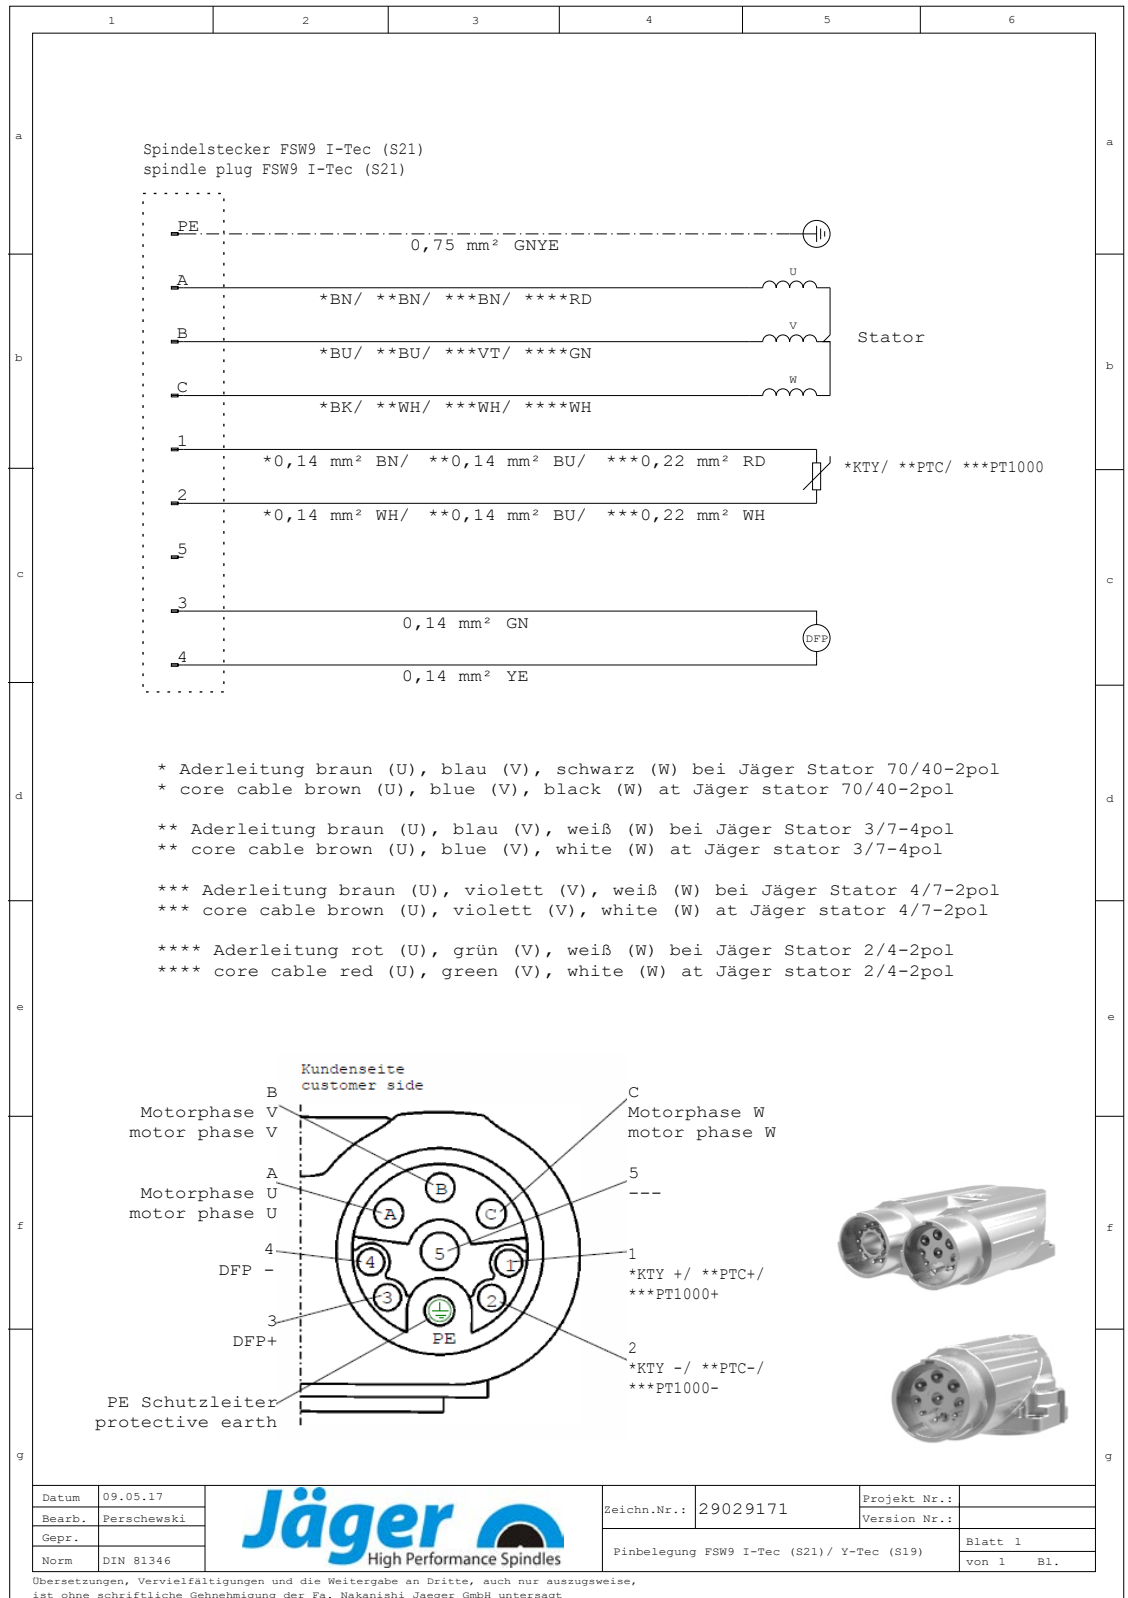 1 2 3 4 5 6
a
a
Spindelstecker FSW9 I-Tec (S21)
spindle plug FSW9 I-Tec (S21)
PE
0,75 mm² GNYE
A
U
*BN/ **BN/ ***BN/ ****RD
B
V
Stator
*BU/ **BU/ ***VT/ ****GN
b
b
C
W
*BK/ **WH/ ***WH/ ****WH
1
*0,14 mm² BN/ **0,14 mm² BU/ ***0,22 mm² RD
*KTY/ **PTC/ ***PT1000
2
*0,14 mm² WH/ **0,14 mm² BU/ ***0,22 mm² WH
5
c
c
3
0,14 mm² GN
DFP
4
0,14 mm² YE
* Aderleitung braun (U), blau (V), schwarz (W) bei Jäger Stator 70/40-2pol
* core cable brown (U), blue (V), black (W) at Jäger stator 70/40-2pol
d
d
** Aderleitung braun (U), blau (V), weiß (W) bei Jäger Stator 3/7-4pol
** core cable brown (U), blue (V), white (W) at Jäger stator 3/7-4pol
*** Aderleitung braun (U), violett (V), weiß (W) bei Jäger Stator 4/7-2pol
*** core cable brown (U), violett (V), white (W) at Jäger stator 4/7-2pol
**** Aderleitung rot (U), grün (V), weiß (W) bei Jäger Stator 2/4-2pol
**** core cable red (U), green (V), white (W) at Jäger stator 2/4-2pol
e
e
Kundenseite
customer side
B
Motorphase V
motor phase V
C
Motorphase W
motor phase W
A
Motorphase U
motor phase U
5
---
B
A
C
f
f
4
DFP -
5
4
1
1
*KTY +/ **PTC+/
***PT1000+
3
2
3
DFP+
PE
2
*KTY -/ **PTC-/
***PT1000-
PE Schutzleiter
protective earth
g
g
Datum 09.05.17
Bearb. Perschewski
Gepr.
Norm DIN 81346
Jäger
High Performance Spindles
Zeichn.Nr.: 29029171
Projekt Nr.:
Version Nr.:
Pinbelegung FSW9 I-Tec (S21)/ Y-Tec (S19)
Blatt 1
von 1 Bl.
Übersetzungen, Vervielfältigungen und die Weitergabe an Dritte, auch nur auszugsweise,
ist ohne schriftliche Gehnehmigung der Fa. Nakanishi Jaeger GmbH untersagt